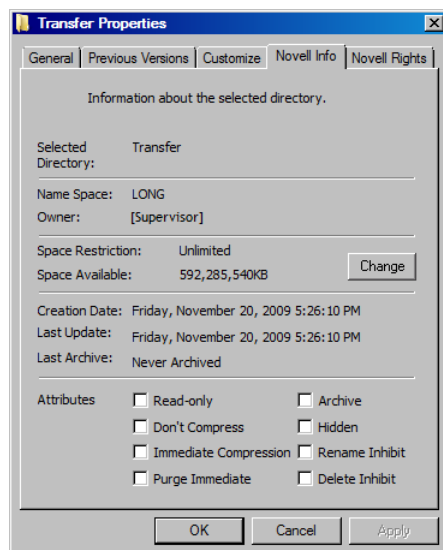 Transfer Properties
General Previous Versions Customize Novell Info Novell Rights
Information about the selected directory.
Selected Directory: Transfer
Name Space: LONG
Owner: [Supervisor]
Space Restriction: Unlimited
Space Available: 592,285,540KB
Change
Creation Date: Friday, November 20, 2009 5:26:10 PM
Last Update: Friday, November 20, 2009 5:26:10 PM
Last Archive: Never Archived
Attributes Read-only Archive
Don't Compress Hidden
Immediate Compression Rename Inhibit
Purge Immediate Delete Inhibit
OK Cancel Apply